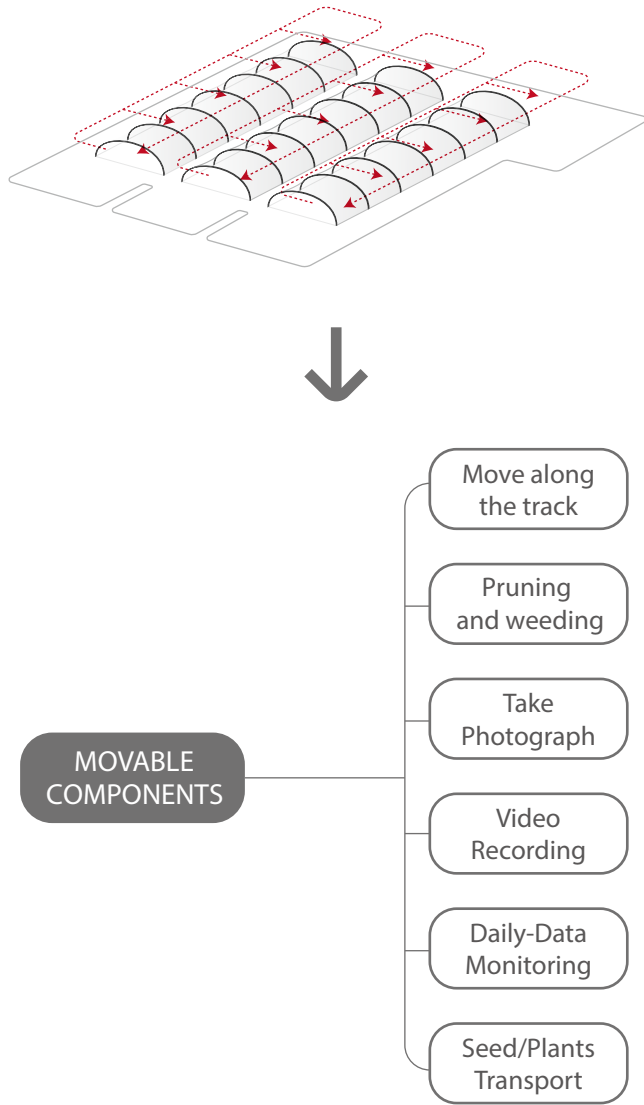 Move along
the track
Pruning
and weeding
Take
Photograph
MOVABLE
COMPONENTS
Video
Recording
Daily-Data
Monitoring
Seed/Plants
Transport